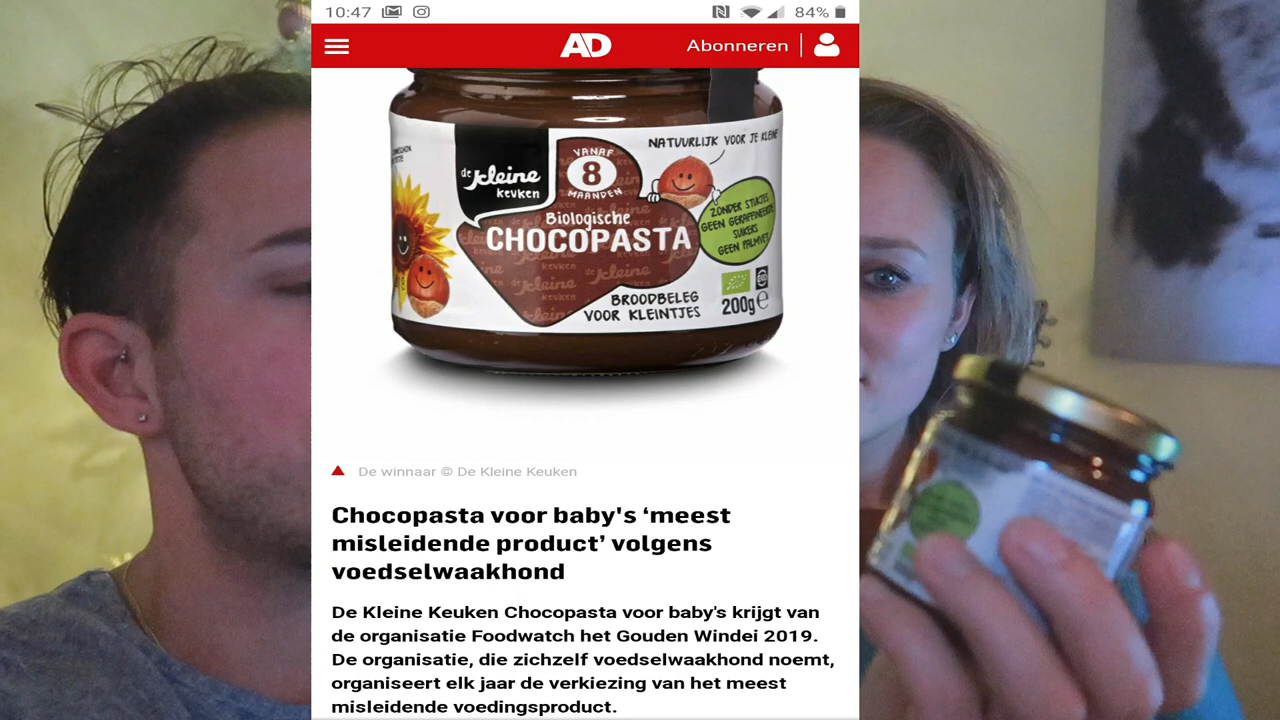 10:47
84%
AD
Abonneren
NATUURLIJK VOOR JE KLEINE
de kleine
keuken
VANAF
8
MAANDEN
Biologische
CHOCOPASTA
ZONDER STUKJES
GEEN GERAFFINEERDE
SUIKERS
GEEN PALMVET
BROODBELEG
VOOR KLEINTJES
200g e
De winnaar © De Kleine Keuken
Chocopasta voor baby's ‘meest
misleidende product’ volgens
voedselwaakhond
De Kleine Keuken Chocopasta voor baby's krijgt van
de organisatie Foodwatch het Gouden Windei 2019.
De organisatie, die zichzelf voedselwaakhond noemt,
organiseert elk jaar de verkiezing van het meest
misleidende voedingsproduct.